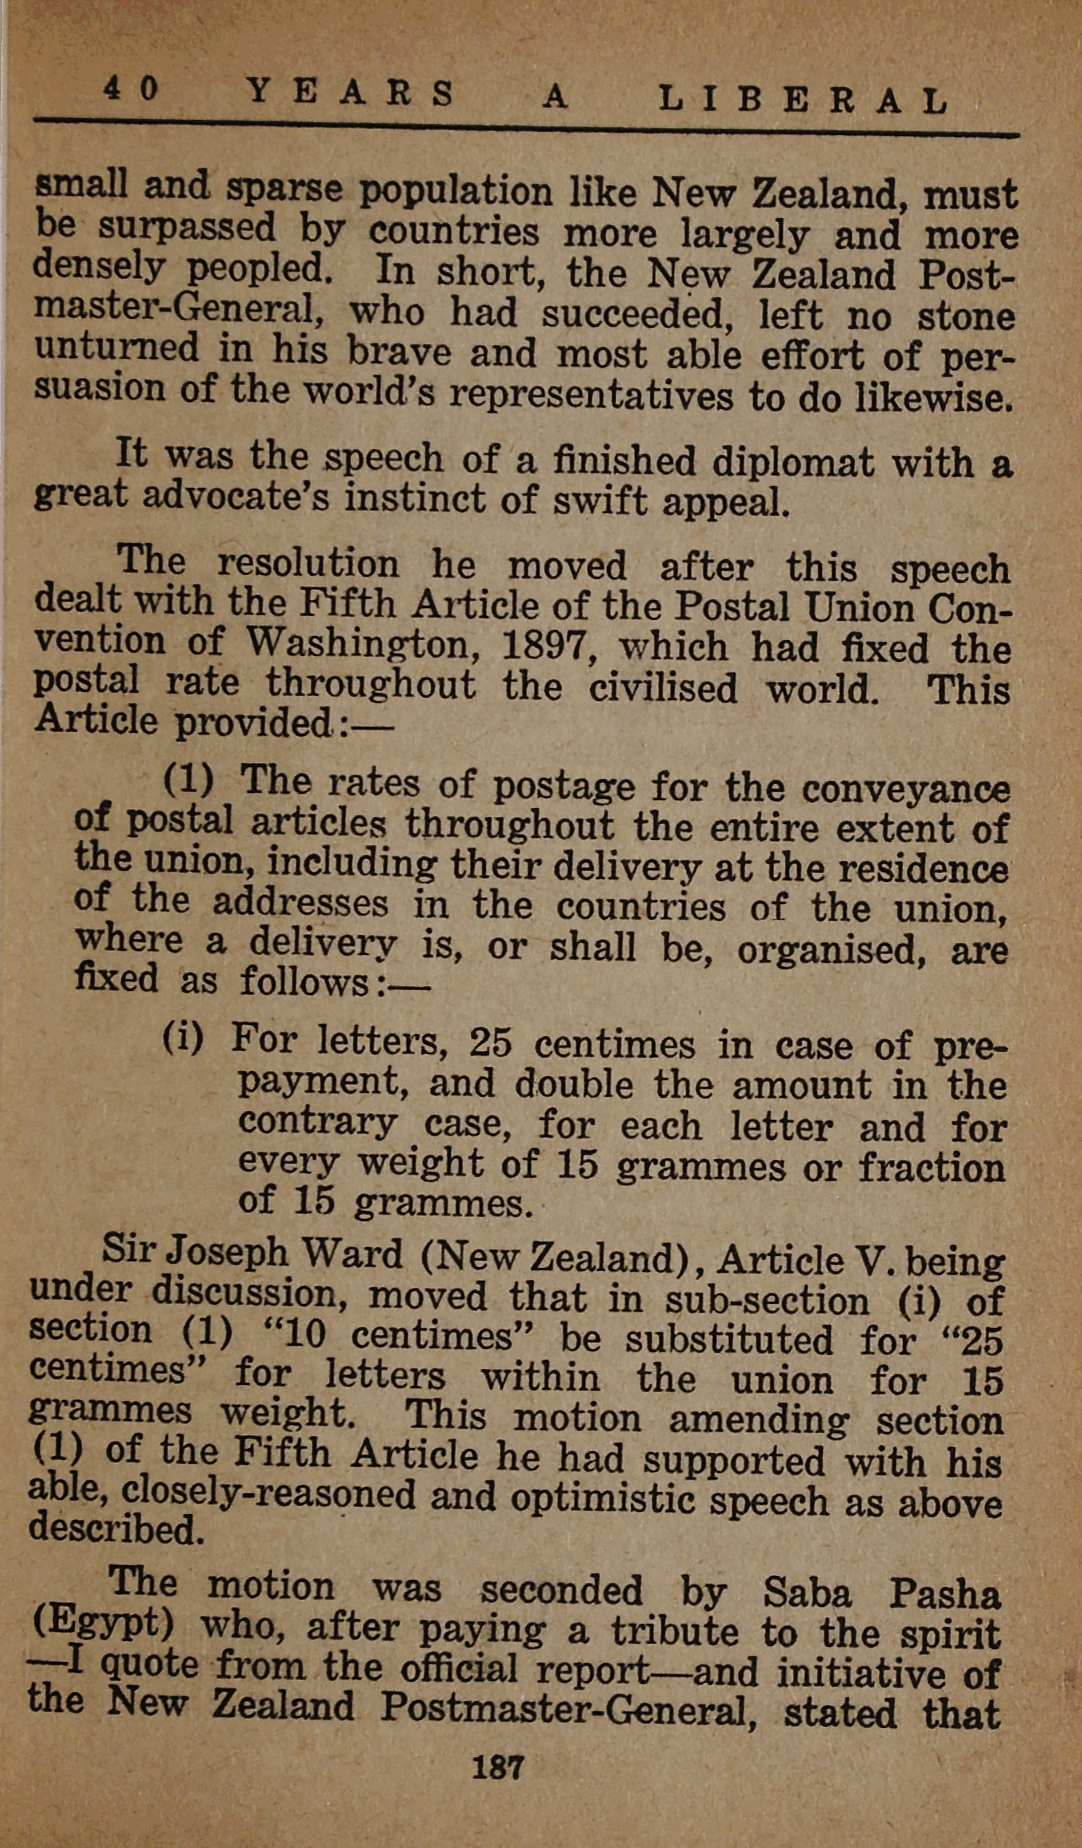 40 YEARS A LIBERAL
small and sparse population like New Zealand, must
be surpassed by countries more largely and more
densely peopled. In short, the New Zealand Post-
master-General, who had succeeded, left no stone
unturned in his brave and most able effort of per-
suasion of the world's representatives to do likewise.
It was the speech of a finished diplomat with a
great advocate's instinct of swift appeal.
The resolution he moved after this speech
dealt with the Fifth Article of the Postal Union Con-
vention of Washington, 1897, which had fixed the
postal rate throughout the civilised world. This
Article provided:—
(1) The rates of postage for the conveyance
of postal articles throughout the entire extent of
the union, including their delivery at the residence
of the addresses in the countries of the union,
where a delivery is, or shall be, organised, are
fixed as follows:—
(i) For letters, 25 centimes in case of pre-
payment, and double the amount in the
contrary case, for each letter and for
every weight of 15 grammes or fraction
of 15 grammes.
Sir Joseph Ward (New Zealand), Article V. being
under discussion, moved that in sub-section (i) of
section (1) "10 centimes" be substituted for "25
centimes" for letters within the union for 15
grammes weight. This motion amending section
(1) of the Fifth Article he had supported with his
able, closely-reasoned and optimistic speech as above
described.
The motion was seconded by Saba Pasha
(Egypt) who, after paying a tribute to the spirit
—I quote from the official report—and initiative of
the New Zealand Postmaster-General, stated that
187